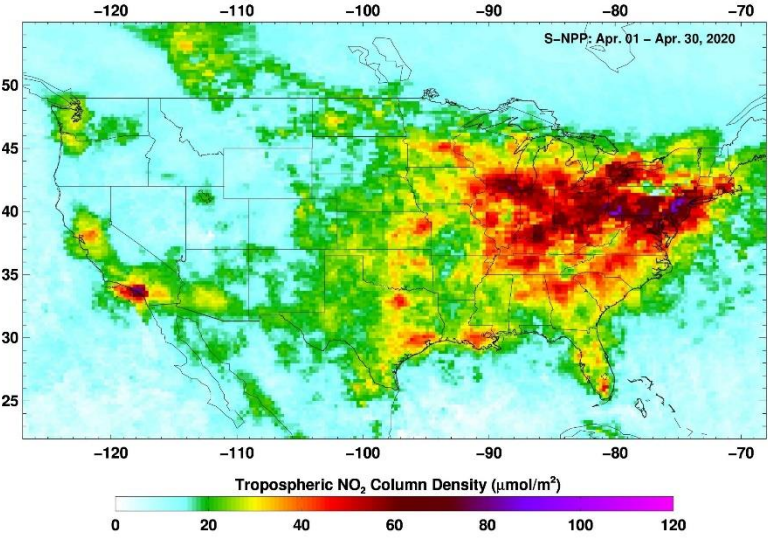 −120 −110 −100 −90 −80 −70
S−NPP: Apr. 01 − Apr. 30, 2020
50
45
40
35
30
25
−120 −110 −100 −90 −80 −70
Tropospheric NO₂ Column Density (μmol/m²)
0 20 40 60 80 100 120